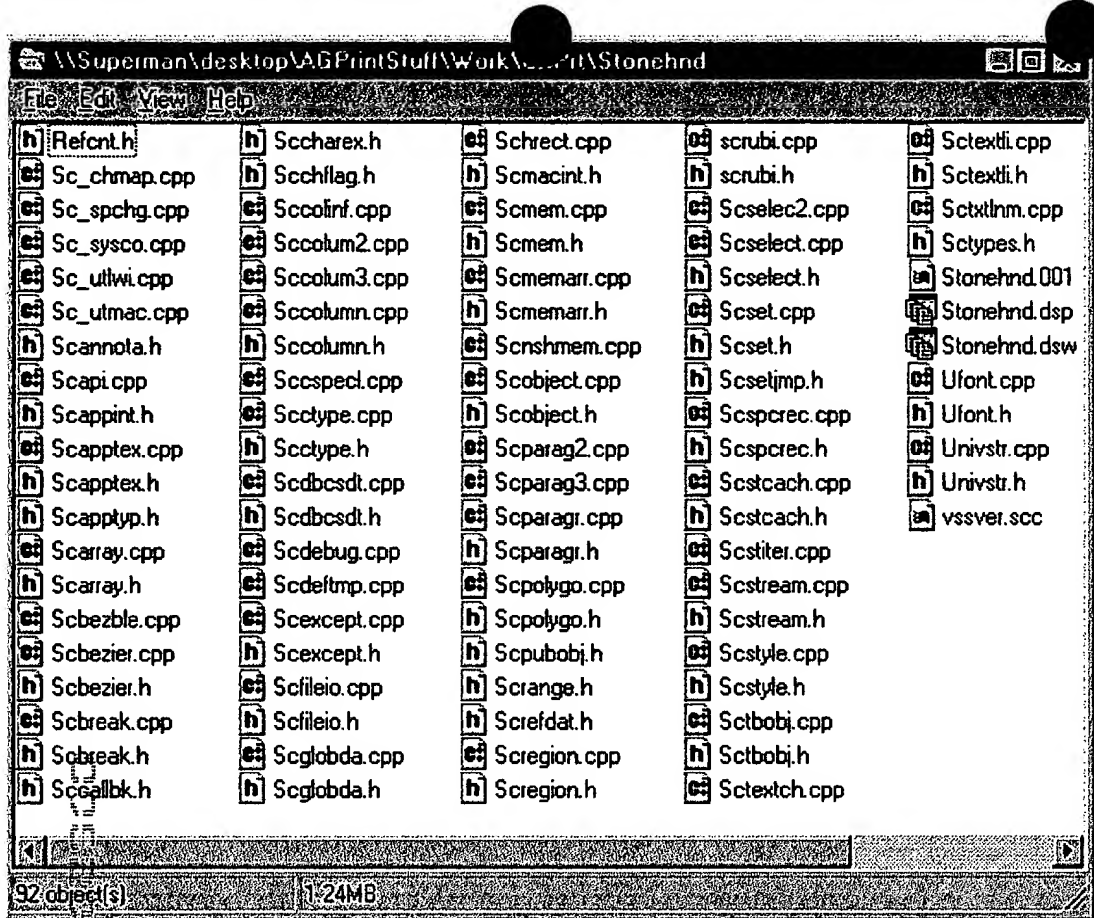 \\Superman\desktop\AGPrintStuff\Work\ \Stonehnd
File Edit View Help
Refcnt.h
Sc_chmap.cpp
Sc_spchg.cpp
Sc_sysco.cpp
Sc_utlwi.cpp
Sc_utmac.cpp
Scannota.h
Scapi.cpp
Scappint.h
Scapptex.cpp
Scapptex.h
Scapptyp.h
Scarray.cpp
Scarray.h
Scbezble.cpp
Scbezier.cpp
Scbezier.h
Scbreak.cpp
Scbreak.h
Sccallbk.h
Sccharex.h
Scchflag.h
Sccolinf.cpp
Sccolum2.cpp
Sccolum3.cpp
Sccolumn.cpp
Sccolumn.h
Sccspecl.cpp
Scctype.cpp
Scctype.h
Scdbcsdt.cpp
Scdbcsdt.h
Scdebug.cpp
Scdeftmp.cpp
Scexcept.cpp
Scexcept.h
Scfileio.cpp
Scfileio.h
Scglobda.cpp
Scglobda.h
Schrect.cpp
Scmacint.h
Scmem.cpp
Scmem.h
Scmemarr.cpp
Scmemarr.h
Scnshmem.cpp
Scobject.cpp
Scobject.h
Scparag2.cpp
Scparag3.cpp
Scparagr.cpp
Scparagr.h
Scpolygo.cpp
Scpolygo.h
Scpubobj.h
Scrange.h
Screfdat.h
Scregion.cpp
Scregion.h
scrubi.cpp
scrubi.h
Scselec2.cpp
Scselect.cpp
Scselect.h
Scset.cpp
Scset.h
Scsetjmp.h
Scspcrec.cpp
Scspcrec.h
Scstcach.cpp
Scstcach.h
Scstiter.cpp
Scstream.cpp
Scstream.h
Scstyle.cpp
Scstyle.h
Sctbobj.cpp
Sctbobj.h
Sctextch.cpp
Sctextli.cpp
Sctextli.h
Sctxtlnm.cpp
Sctypes.h
Stonehnd.001
Stonehnd.dsp
Stonehnd.dsw
Ufont.cpp
Ufont.h
Univstr.cpp
Univstr.h
vssver.scc
92 object(s) 1.24MB